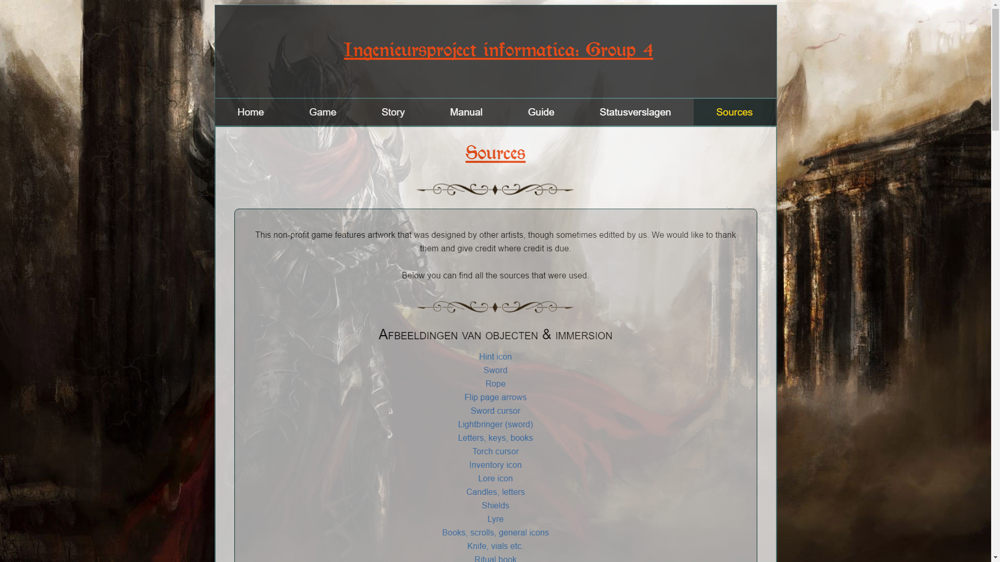 Ingenieursproject informatica: Group 4
Home Game Story Manual Guide Statusverslagen Sources
Sources
This non-profit game features artwork that was designed by other artists, though sometimes editted by us. We would like to thank
them and give credit where credit is due.
Below you can find all the sources that were used.
Afbeeldingen van objecten & immersion
Hint icon
Sword
Rope
Flip page arrows
Sword cursor
Lightbringer (sword)
Letters, keys, books
Torch cursor
Inventory icon
Lore icon
Candles, letters
Shields
Lyre
Books, scrolls, general icons
Knife, vials etc.
Ritual book